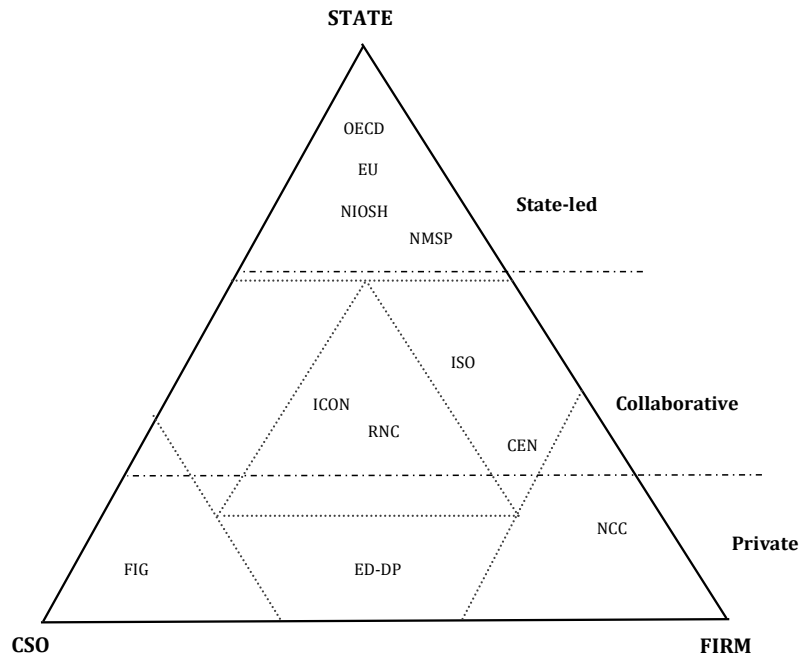 STATE
OECD
EU
NIOSH
State-led
NMSP
ISO
ICON
Collaborative
RNC
CEN
NCC
Private
FIG
ED-DP
CSO
FIRM